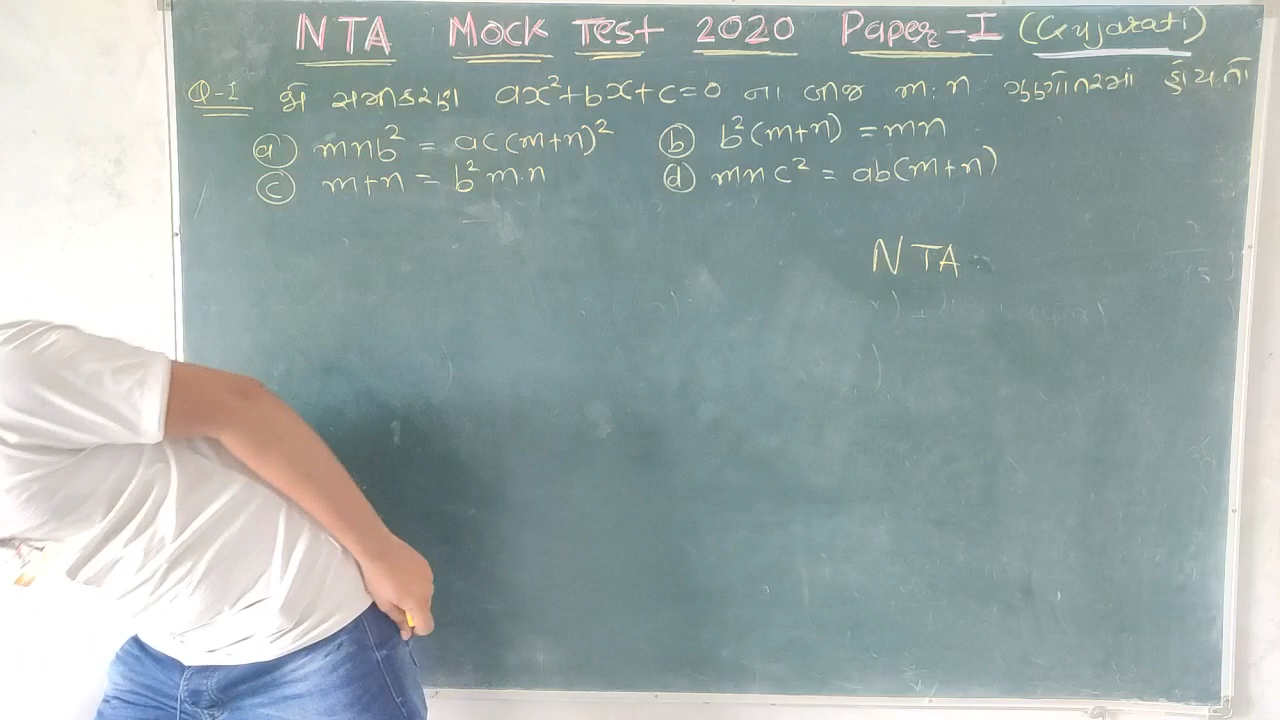 NTA Mock Test 2020 Paper-I (Gujarati)
Q-I જો સમીકરણ ax²+bx+c=0 ના બીજ m:n ગુણોત્તરમાં હોય તો
(a) mnb² = ac(m+n)² (b) b²(m+n) = mn
(c) m+n = b²m.n (d) mnc² = ab(m+n)
NTA